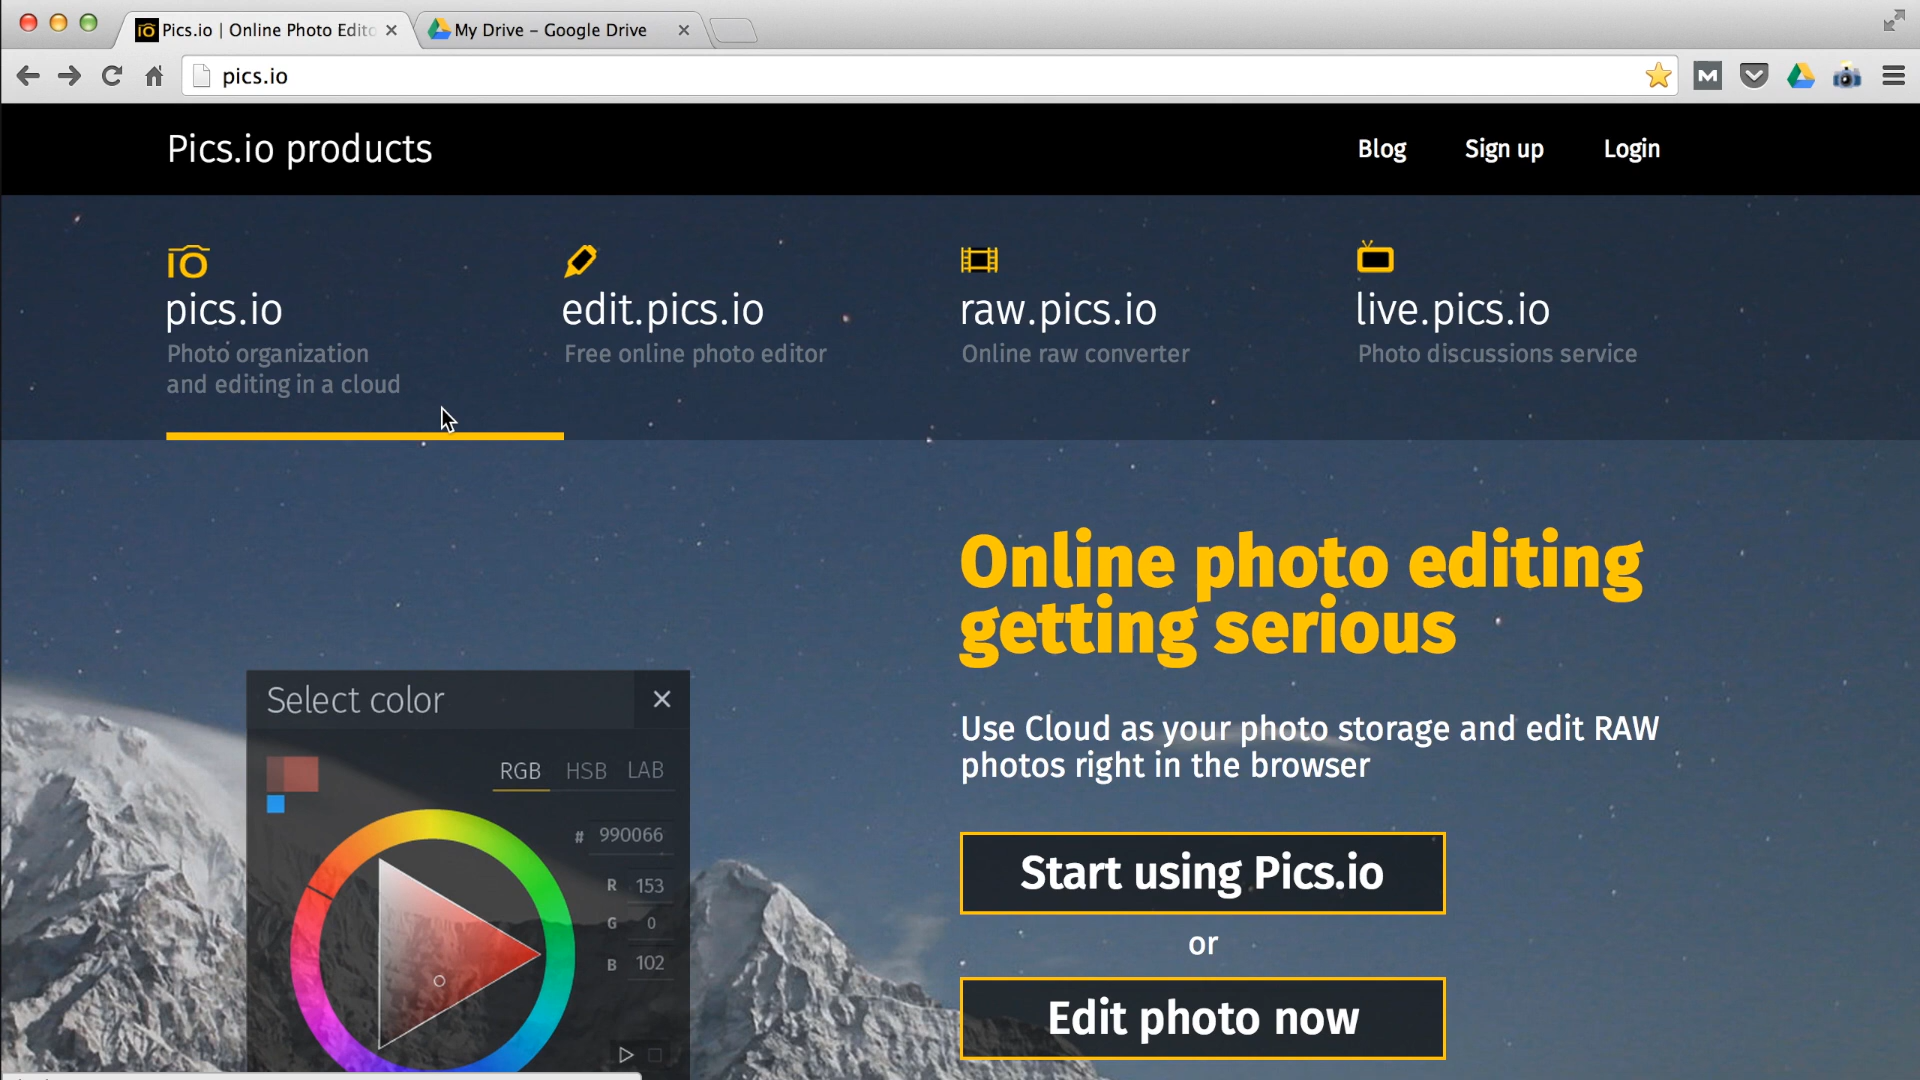 Pics.io | Online Photo Edito
My Drive – Google Drive
pics.io
Pics.io products
Blog
Sign up
Login
pics.io
Photo organization
and editing in a cloud
edit.pics.io
Free online photo editor
raw.pics.io
Online raw converter
live.pics.io
Photo discussions service
Online photo editing
getting serious
Use Cloud as your photo storage and edit RAW
photos right in the browser
Start using Pics.io
or
Edit photo now
Select color
RGB HSB LAB
# 990066
R 153
G 0
B 102